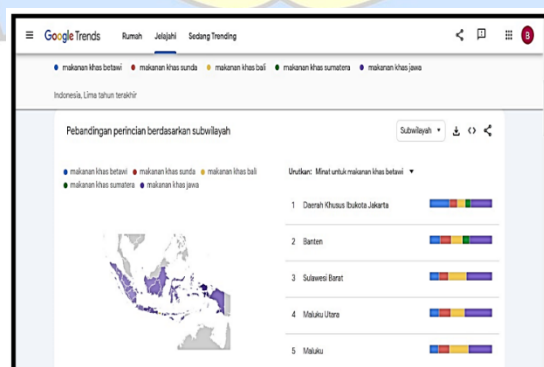 Google Trends Rumah Jelajahi Sedang Trending B
makanan khas betawi makanan khas sunda makanan khas bali makanan khas sumatera makanan khas jawa
Indonesia, Lima tahun terakhir
Pebandingan perincian berdasarkan subwilayah Subwilayah
makanan khas betawi makanan khas sunda makanan khas bali
makanan khas sumatera makanan khas jawa
Urutkan: Minat untuk makanan khas betawi
1 Daerah Khusus Ibukota Jakarta
2 Banten
3 Sulawesi Barat
4 Maluku Utara
5 Maluku